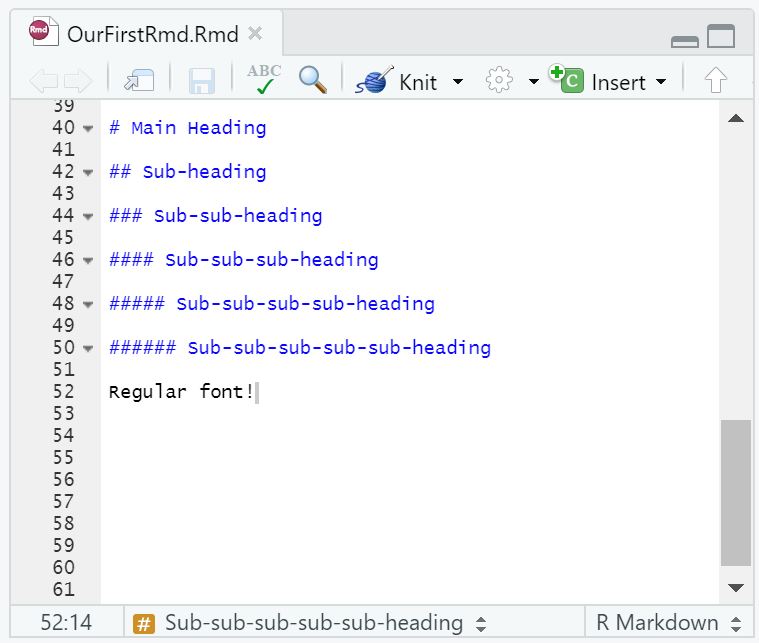 Rmd OurFirstRmd.Rmd
ABC Knit C Insert
39
40 # Main Heading
41
42 ## Sub-heading
43
44 ### Sub-sub-heading
45
46 #### Sub-sub-sub-heading
47
48 ##### Sub-sub-sub-sub-heading
49
50 ###### Sub-sub-sub-sub-sub-heading
51
52 Regular font!
53
54
55
56
57
58
59
60
61
52:14 # Sub-sub-sub-sub-sub-heading R Markdown